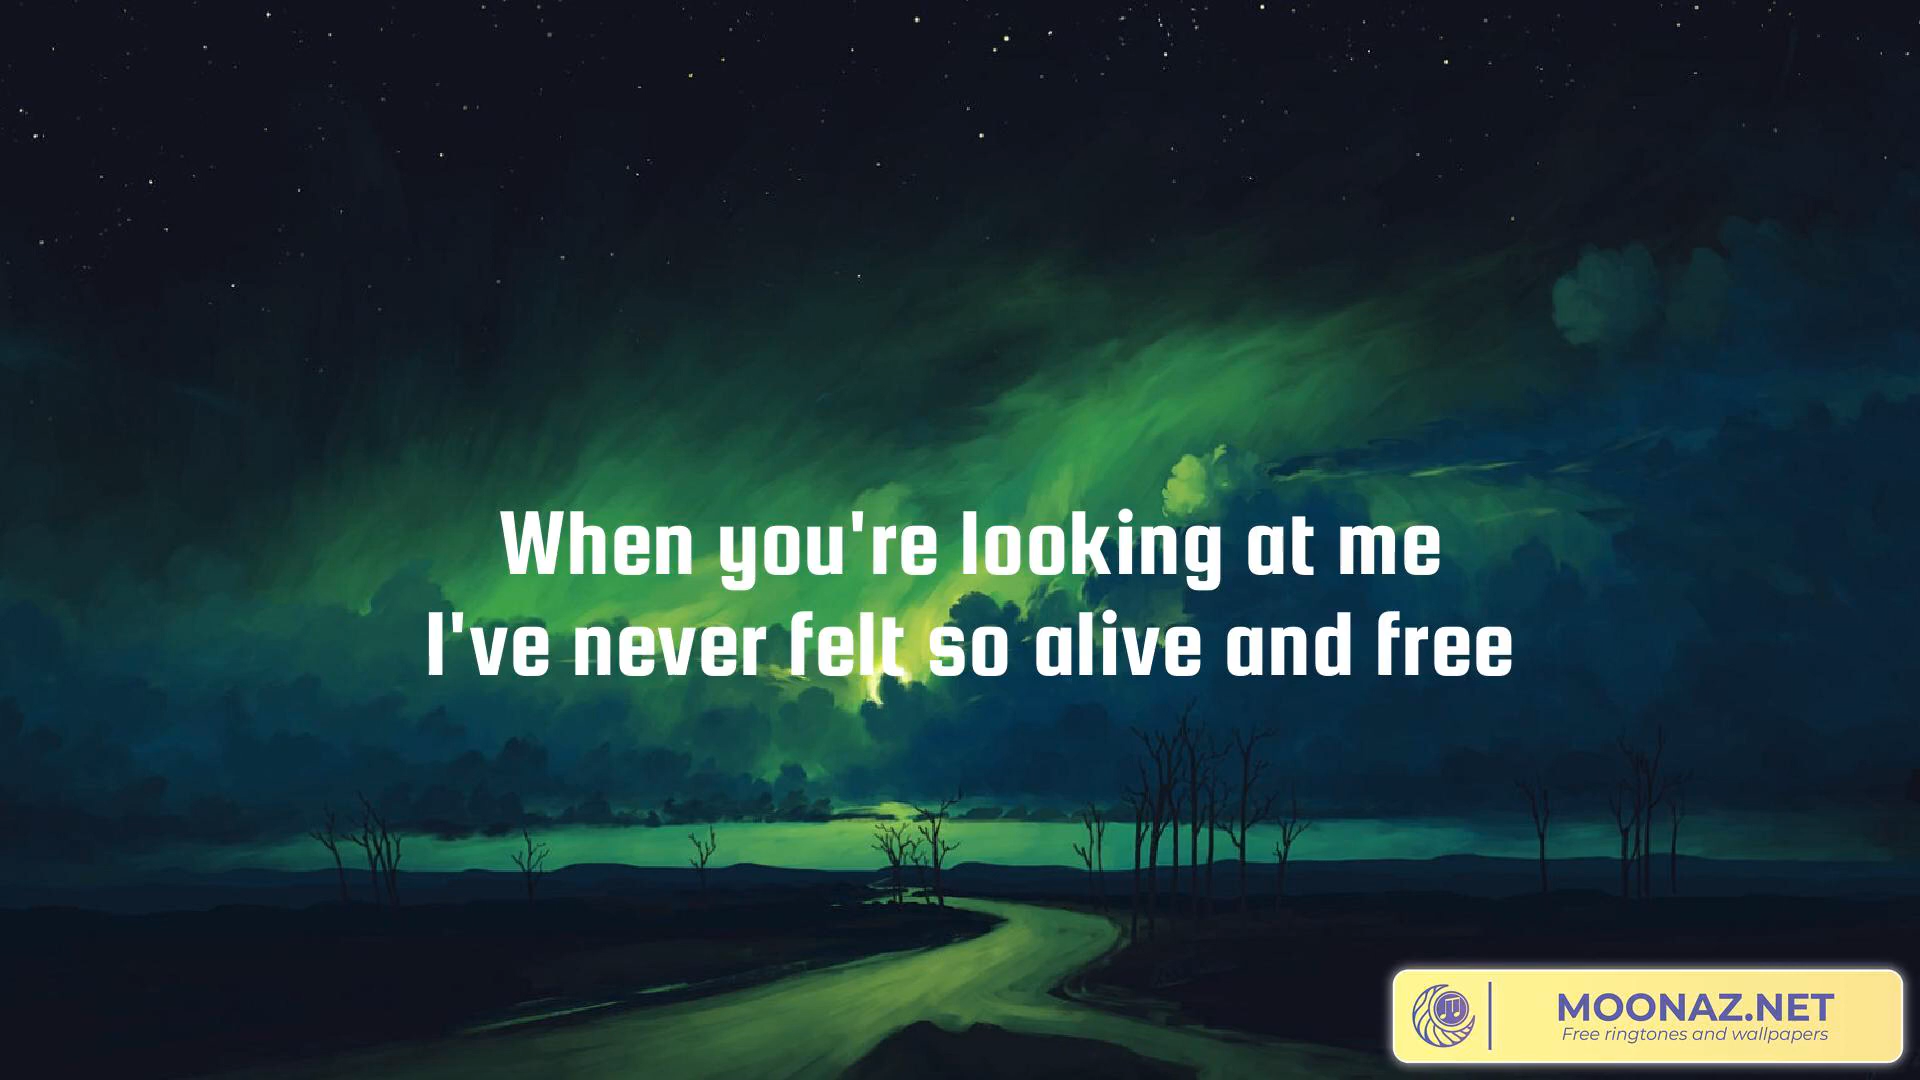 When you're looking at me
I've never felt so alive and free
MOONAZ.NET
Free ringtones and wallpapers